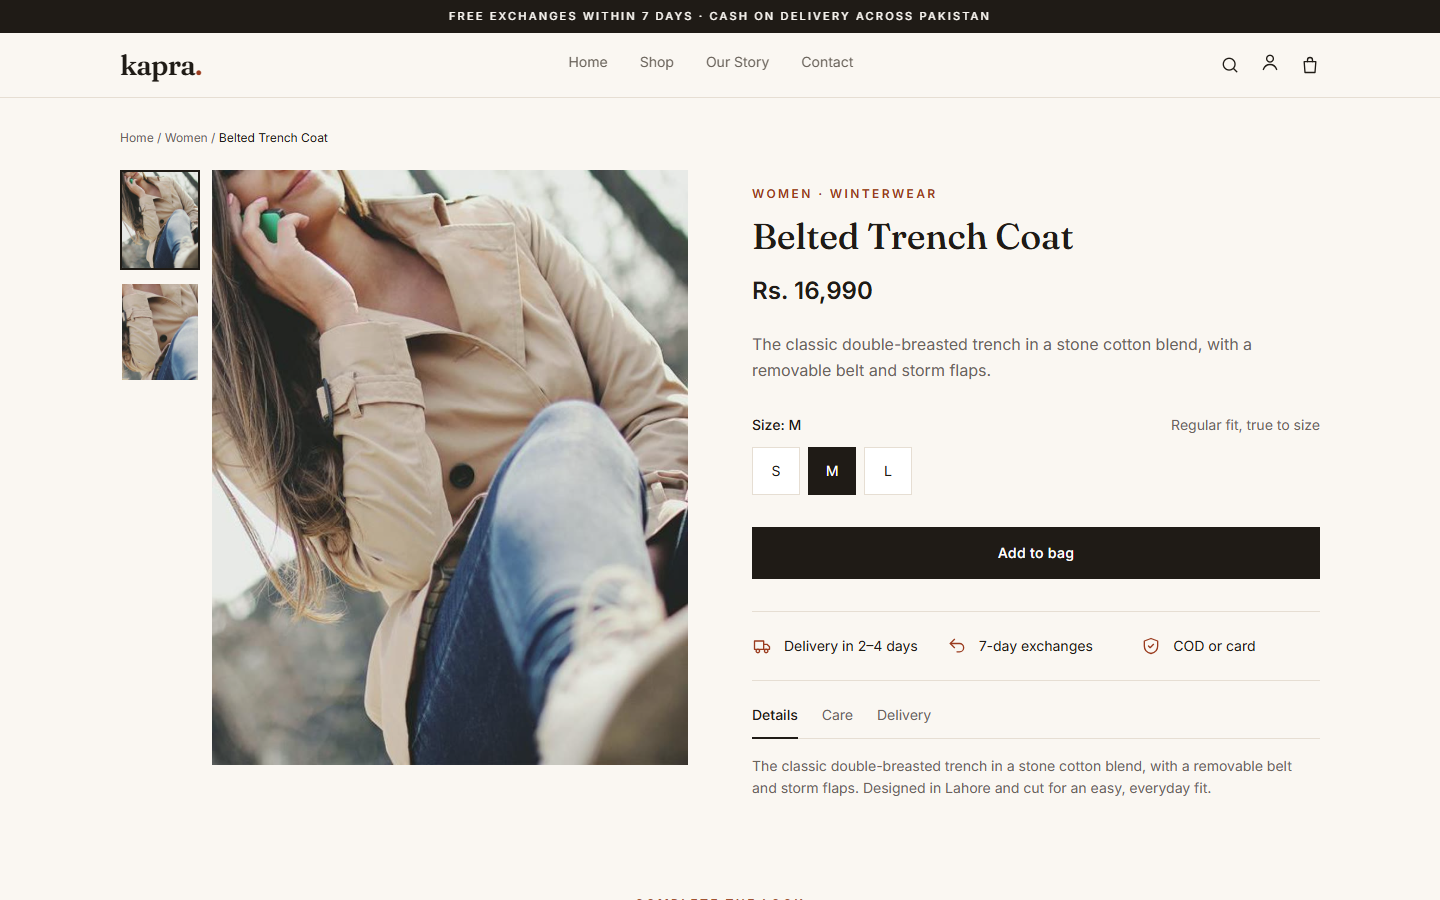 FREE EXCHANGES WITHIN 7 DAYS · CASH ON DELIVERY ACROSS PAKISTAN
kapra.
Home
Shop
Our Story
Contact
Home / Women / Belted Trench Coat
WOMEN · WINTERWEAR
Belted Trench Coat
Rs. 16,990
The classic double-breasted trench in a stone cotton blend, with a
removable belt and storm flaps.
Size: M
Regular fit, true to size
S
M
L
Add to bag
Delivery in 2–4 days
7-day exchanges
COD or card
Details
Care
Delivery
The classic double-breasted trench in a stone cotton blend, with a removable belt
and storm flaps. Designed in Lahore and cut for an easy, everyday fit.
COMPLETE THE LOOK